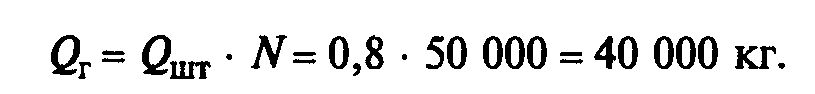 Qг = Qшт · N = 0,8 · 50 000 = 40 000 кг.